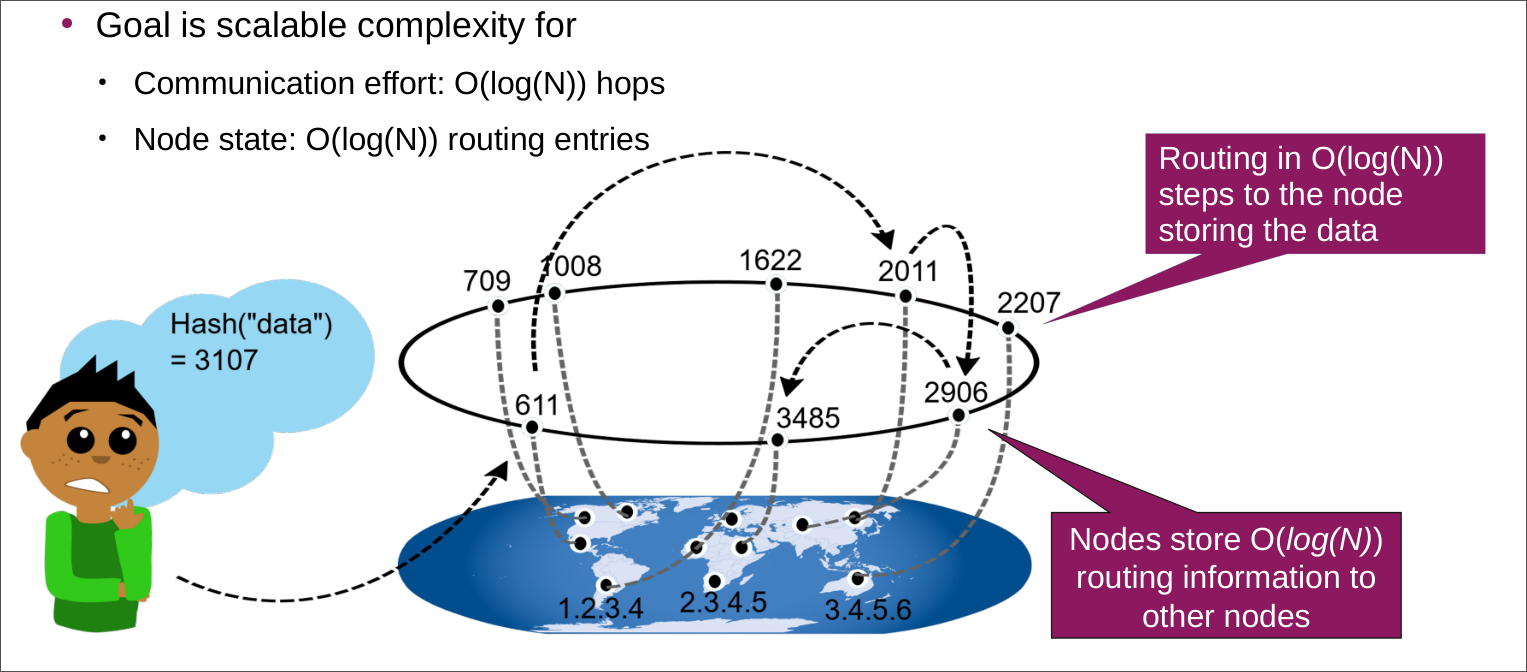 Goal is scalable complexity for
Communication effort: O(log(N)) hops
Node state: O(log(N)) routing entries
Routing in O(log(N))
steps to the node
storing the data
709
1008
1622
2011
2207
Hash("data")
= 3107
611
3485
2906
1.2.3.4
2.3.4.5
3.4.5.6
Nodes store O(log(N))
routing information to
other nodes